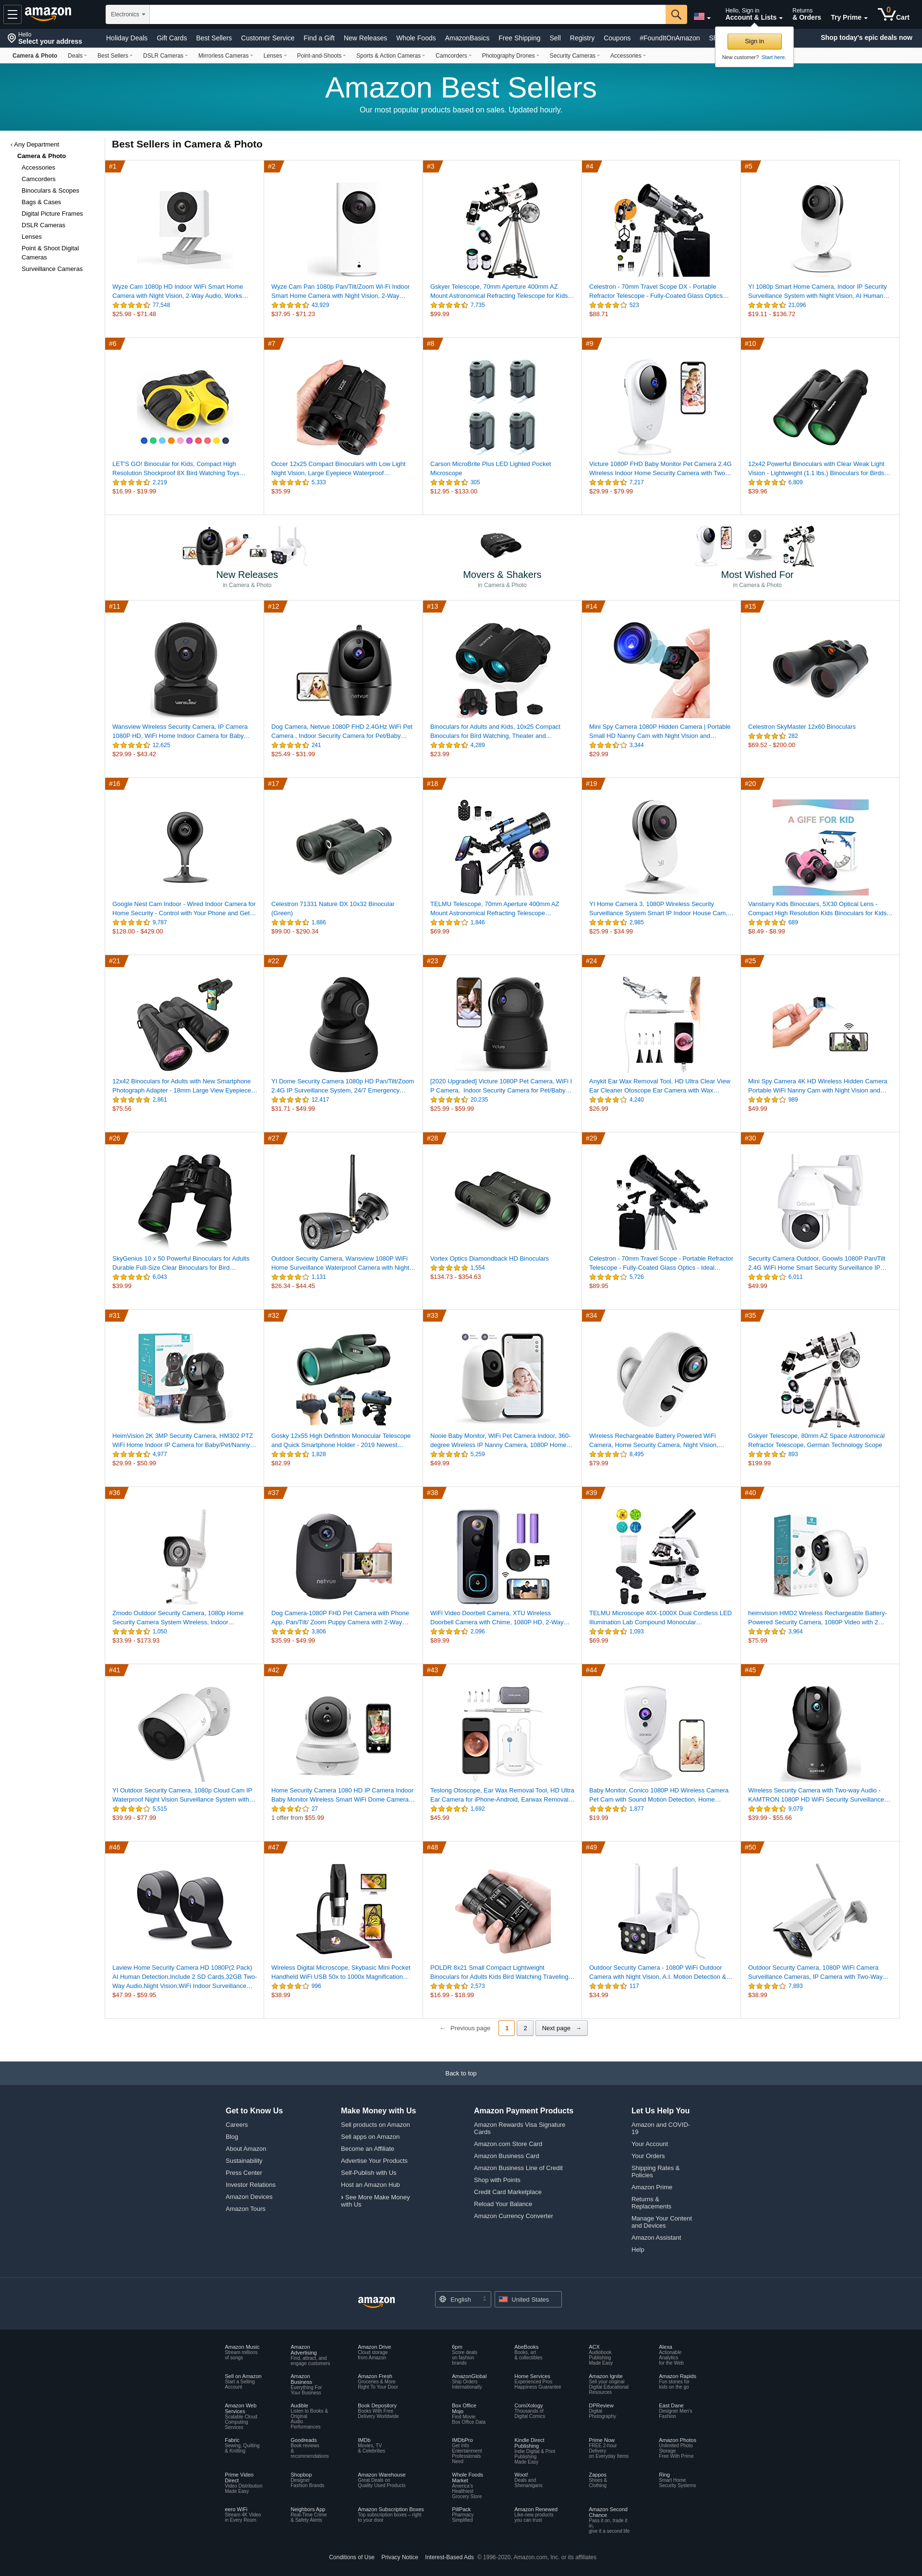 amazon
Electronics
Hello, Sign in
Account & Lists
Returns
& Orders
Try Prime
0
Cart
Hello
Select your address
Holiday Deals
Gift Cards
Best Sellers
Customer Service
Find a Gift
New Releases
Whole Foods
AmazonBasics
Free Shipping
Sell
Registry
Coupons
#FoundItOnAmazon
Shop today's epic deals now
Sign in
New customer? Start here.
Camera & Photo
Deals
Best Sellers
DSLR Cameras
Mirrorless Cameras
Lenses
Point-and-Shoots
Sports & Action Cameras
Camcorders
Photography Drones
Security Cameras
Accessories
Amazon Best Sellers
Our most popular products based on sales. Updated hourly.
‹ Any Department
Camera & Photo
Accessories
Camcorders
Binoculars & Scopes
Bags & Cases
Digital Picture Frames
DSLR Cameras
Lenses
Point & Shoot Digital
Cameras
Surveillance Cameras
Best Sellers in Camera & Photo
#1
Wyze Cam 1080p HD Indoor WiFi Smart Home
Camera with Night Vision, 2-Way Audio, Works…
77,548
$25.98 - $71.48
#2
Wyze Cam Pan 1080p Pan/Tilt/Zoom Wi-Fi Indoor
Smart Home Camera with Night Vision, 2-Way…
43,929
$37.95 - $71.23
#3
Gskyer Telescope, 70mm Aperture 400mm AZ
Mount Astronomical Refracting Telescope for Kids…
7,735
$99.99
#4
Celestron - 70mm Travel Scope DX - Portable
Refractor Telescope - Fully-Coated Glass Optics…
523
$88.71
#5
YI 1080p Smart Home Camera, Indoor IP Security
Surveillance System with Night Vision, AI Human…
21,096
$19.11 - $136.72
#6
LET'S GO! Binocular for Kids, Compact High
Resolution Shockproof 8X Bird Watching Toys…
2,219
$16.99 - $19.99
#7
Occer 12x25 Compact Binoculars with Low Light
Night Vision, Large Eyepiece Waterproof…
5,333
$35.99
#8
Carson MicroBrite Plus LED Lighted Pocket
Microscope
305
$12.95 - $133.00
#9
Victure 1080P FHD Baby Monitor Pet Camera 2.4G
Wireless Indoor Home Security Camera with Two…
7,217
$29.99 - $79.99
#10
12x42 Powerful Binoculars with Clear Weak Light
Vision - Lightweight (1.1 lbs.) Binoculars for Birds…
6,809
$39.96
New Releases
in Camera & Photo
Movers & Shakers
in Camera & Photo
Most Wished For
in Camera & Photo
#11
Wansview Wireless Security Camera, IP Camera
1080P HD, WiFi Home Indoor Camera for Baby…
12,625
$29.99 - $43.42
#12
netvue
Dog Camera, Netvue 1080P FHD 2.4GHz WiFi Pet
Camera , Indoor Security Camera for Pet/Baby…
241
$25.49 - $31.99
#13
Binoculars for Adults and Kids, 10x25 Compact
Binoculars for Bird Watching, Theater and…
4,289
$23.99
#14
Mini Spy Camera 1080P Hidden Camera | Portable
Small HD Nanny Cam with Night Vision and…
3,344
$29.99
#15
Celestron SkyMaster 12x60 Binoculars
282
$69.52 - $200.00
#16
Google Nest Cam Indoor - Wired Indoor Camera for
Home Security - Control with Your Phone and Get…
9,787
$128.00 - $429.00
#17
Celestron 71331 Nature DX 10x32 Binocular
(Green)
1,886
$99.00 - $290.34
#18
TELMU Telescope, 70mm Aperture 400mm AZ
Mount Astronomical Refracting Telescope…
1,846
$69.99
#19
YI Home Camera 3, 1080P Wireless Security
Surveillance System Smart IP Indoor House Cam,…
2,985
$25.99 - $34.99
#20
A GIFE FOR KID
Vanstarry Kids Binoculars, 5X30 Optical Lens -
Compact High Resolution Kids Binoculars for Kids…
689
$8.49 - $8.99
#21
12x42 Binoculars for Adults with New Smartphone
Photograph Adapter - 18mm Large View Eyepiece…
2,861
$75.56
#22
YI Dome Security Camera 1080p HD Pan/Tilt/Zoom
2.4G IP Surveillance System, 24/7 Emergency…
12,417
$31.71 - $49.99
#23
[2020 Upgraded] Victure 1080P Pet Camera, WiFi I
P Camera, Indoor Security Camera for Pet/Baby…
20,235
$25.99 - $59.99
#24
Anykit Ear Wax Removal Tool, HD Ultra Clear View
Ear Cleaner Otoscope Ear Camera with Wax…
4,240
$26.99
#25
Mini Spy Camera 4K HD Wireless Hidden Camera
Portable WiFi Nanny Cam with Night Vision and…
989
$49.99
#26
SkyGenius 10 x 50 Powerful Binoculars for Adults
Durable Full-Size Clear Binoculars for Bird…
6,043
$39.99
#27
Outdoor Security Camera, Wansview 1080P WiFi
Home Surveillance Waterproof Camera with Night…
1,131
$26.34 - $44.45
#28
Vortex Optics Diamondback HD Binoculars
1,554
$134.73 - $354.63
#29
Celestron - 70mm Travel Scope - Portable Refractor
Telescope - Fully-Coated Glass Optics - Ideal…
5,726
$89.95
#30
Security Camera Outdoor, Goowls 1080P Pan/Tilt
2.4G WiFi Home Smart Security Surveillance IP…
6,011
$49.99
#31
HeimVision 2K 3MP Security Camera, HM302 PTZ
WiFi Home Indoor IP Camera for Baby/Pet/Nanny…
4,977
$29.99 - $50.99
#32
Gosky 12x55 High Definition Monocular Telescope
and Quick Smartphone Holder - 2019 Newest…
1,828
$82.99
#33
Nooie Baby Monitor, WiFi Pet Camera Indoor, 360-
degree Wireless IP Nanny Camera, 1080P Home…
5,259
$49.99
#34
Wireless Rechargeable Battery Powered WiFi
Camera, Home Security Camera, Night Vision,…
8,495
$79.99
#35
Gskyer Telescope, 80mm AZ Space Astronomical
Refractor Telescope, German Technology Scope
893
$199.99
#36
Zmodo Outdoor Security Camera, 1080p Home
Security Camera System Wireless, Indoor…
1,050
$33.99 - $173.93
#37
netvue
Dog Camera-1080P FHD Pet Camera with Phone
App, Pan/Tilt/ Zoom Puppy Camera with 2-Way…
3,806
$35.99 - $49.99
#38
WiFi Video Doorbell Camera, XTU Wireless
Doorbell Camera with Chime, 1080P HD, 2-Way…
2,096
$89.99
#39
TELMU Microscope 40X-1000X Dual Cordless LED
Illumination Lab Compound Monocular…
1,093
$69.99
#40
heimvision HMD2 Wireless Rechargeable Battery-
Powered Security Camera, 1080P Video with 2…
3,964
$75.99
#41
YI Outdoor Security Camera, 1080p Cloud Cam IP
Waterproof Night Vision Surveillance System with…
5,515
$39.99 - $77.99
#42
Home Security Camera 1080 HD IP Camera Indoor
Baby Monitor Wireless Smart WiFi Dome Camera…
27
1 offer from $55.99
#43
Teslong Otoscope, Ear Wax Removal Tool, HD Ultra
Ear Camera for iPhone-Android, Earwax Removal…
1,692
$45.99
#44
Baby Monitor, Conico 1080P HD Wireless Camera
Pet Cam with Sound Motion Detection, Home…
1,877
$19.99
#45
Wireless Security Camera with Two-way Audio -
KAMTRON 1080P HD WiFi Security Surveillance…
9,079
$39.99 - $55.66
#46
Laview Home Security Camera HD 1080P(2 Pack)
AI Human Detection,Include 2 SD Cards,32GB Two-
Way Audio,Night Vision,WiFi Indoor Surveillance…
$47.99 - $59.95
#47
Wireless Digital Microscope, Skybasic Mini Pocket
Handheld WiFi USB 50x to 1000x Magnification…
996
$38.99
#48
POLDR 8x21 Small Compact Lightweight
Binoculars for Adults Kids Bird Watching Traveling…
2,573
$16.99 - $18.99
#49
Outdoor Security Camera - 1080P WiFi Outdoor
Camera with Night Vision, A.I. Motion Detection &…
117
$34.99
#50
Outdoor Security Camera, 1080P WiFi Camera
Surveillance Cameras, IP Camera with Two-Way…
7,893
$38.99
← Previous page
1
2
Next page →
Back to top
Get to Know Us
Careers
Blog
About Amazon
Sustainability
Press Center
Investor Relations
Amazon Devices
Amazon Tours
Make Money with Us
Sell products on Amazon
Sell apps on Amazon
Become an Affiliate
Advertise Your Products
Self-Publish with Us
Host an Amazon Hub
› See More Make Money
with Us
Amazon Payment Products
Amazon Rewards Visa Signature
Cards
Amazon.com Store Card
Amazon Business Card
Amazon Business Line of Credit
Shop with Points
Credit Card Marketplace
Reload Your Balance
Amazon Currency Converter
Let Us Help You
Amazon and COVID-
19
Your Account
Your Orders
Shipping Rates &
Policies
Amazon Prime
Returns &
Replacements
Manage Your Content
and Devices
Amazon Assistant
Help
amazon
English
United States
Amazon Music
Stream millions
of songs
Amazon
Advertising
Find, attract, and
engage customers
Amazon Drive
Cloud storage
from Amazon
6pm
Score deals
on fashion
brands
AbeBooks
Books, art
& collectibles
ACX
Audiobook
Publishing
Made Easy
Alexa
Actionable
Analytics
for the Web
Sell on Amazon
Start a Selling
Account
Amazon
Business
Everything For
Your Business
Amazon Fresh
Groceries & More
Right To Your Door
AmazonGlobal
Ship Orders
Internationally
Home Services
Experienced Pros
Happiness Guarantee
Amazon Ignite
Sell your original
Digital Educational
Resources
Amazon Rapids
Fun stories for
kids on the go
Amazon Web
Services
Scalable Cloud
Computing
Services
Audible
Listen to Books &
Original
Audio
Performances
Book Depository
Books With Free
Delivery Worldwide
Box Office
Mojo
Find Movie
Box Office Data
ComiXology
Thousands of
Digital Comics
DPReview
Digital
Photography
East Dane
Designer Men's
Fashion
Fabric
Sewing, Quilting
& Knitting
Goodreads
Book reviews
&
recommendations
IMDb
Movies, TV
& Celebrities
IMDbPro
Get Info
Entertainment
Professionals
Need
Kindle Direct
Publishing
Indie Digital & Print
Publishing
Made Easy
Prime Now
FREE 2-hour
Delivery
on Everyday Items
Amazon Photos
Unlimited Photo
Storage
Free With Prime
Prime Video
Direct
Video Distribution
Made Easy
Shopbop
Designer
Fashion Brands
Amazon Warehouse
Great Deals on
Quality Used Products
Whole Foods
Market
America's
Healthiest
Grocery Store
Woot!
Deals and
Shenanigans
Zappos
Shoes &
Clothing
Ring
Smart Home
Security Systems
eero WiFi
Stream 4K Video
in Every Room
Neighbors App
Real-Time Crime
& Safety Alerts
Amazon Subscription Boxes
Top subscription boxes – right
to your door
PillPack
Pharmacy
Simplified
Amazon Renewed
Like-new products
you can trust
Amazon Second
Chance
Pass it on, trade it
in,
give it a second life
Conditions of Use Privacy Notice Interest-Based Ads © 1996-2020, Amazon.com, Inc. or its affiliates